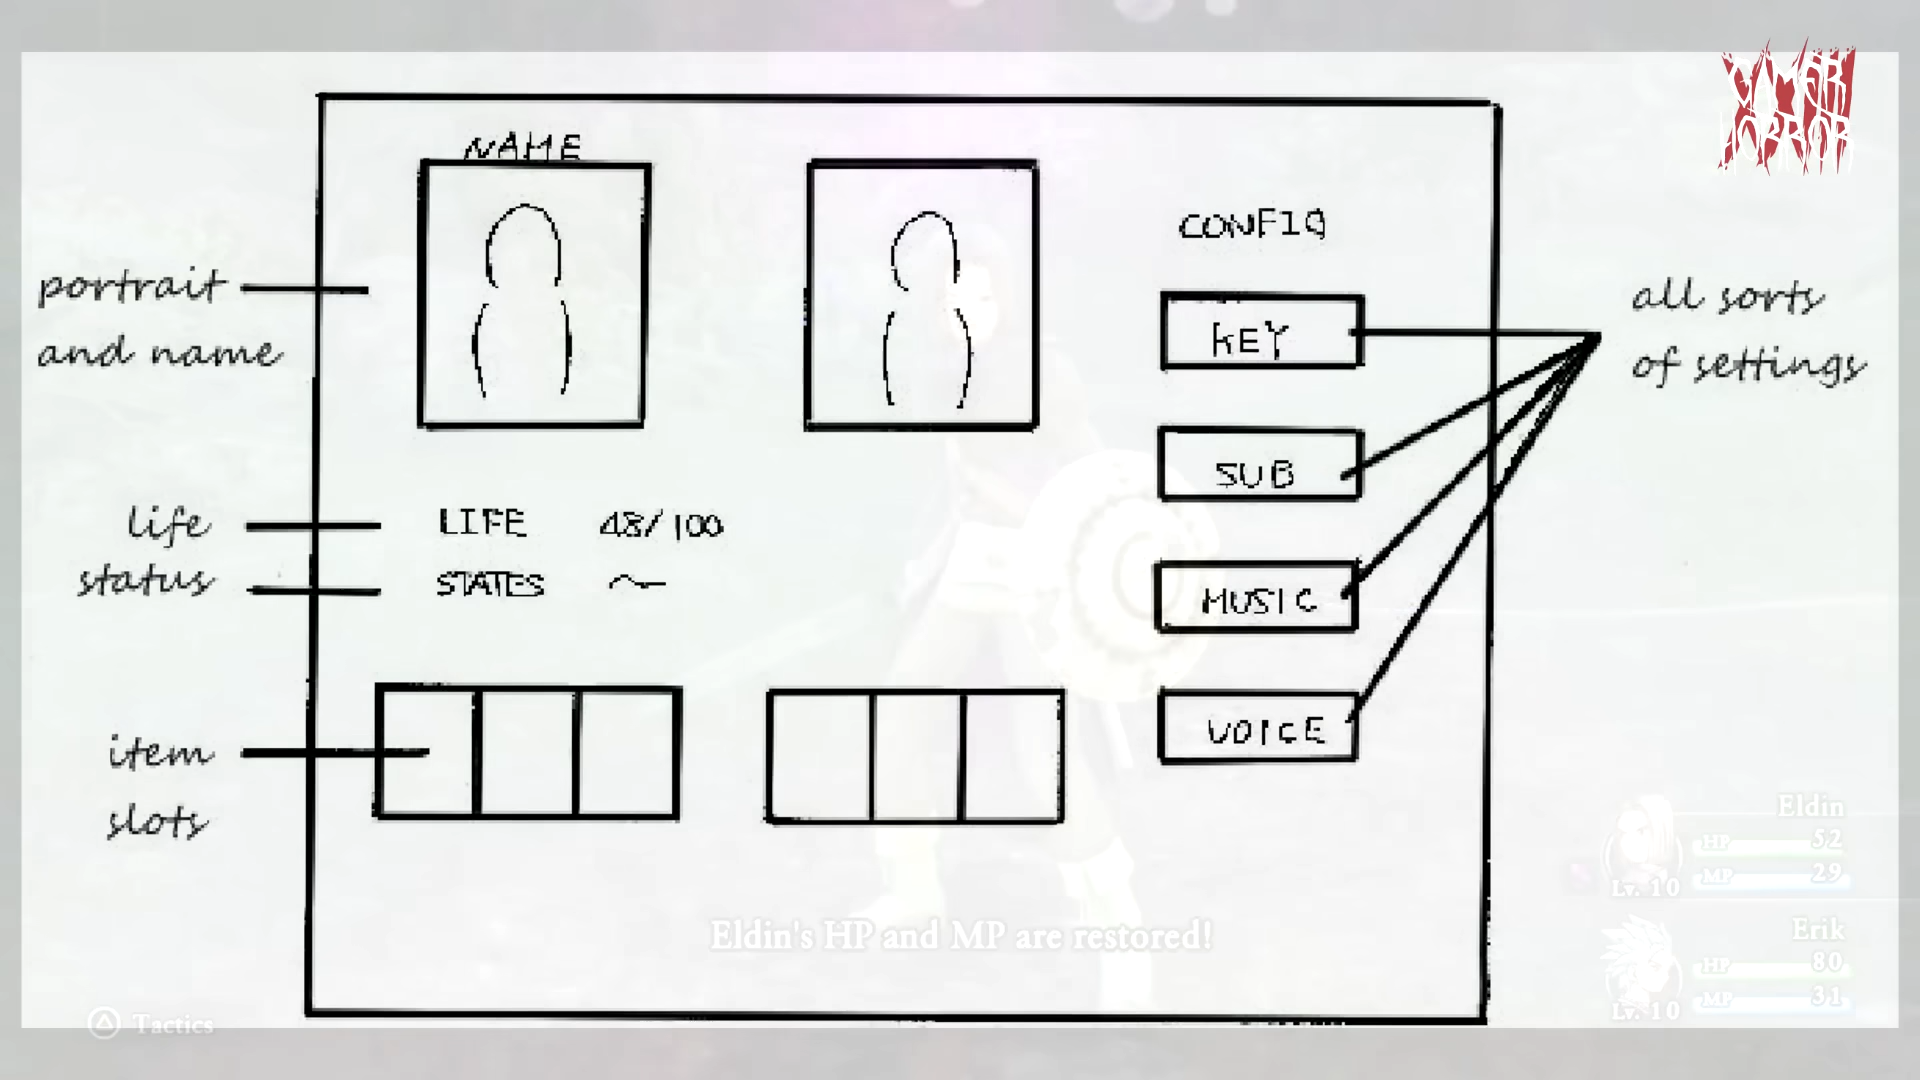 GAMER
HORROR
NAME
CONFIG
portrait
and name
KEY
all sorts
of settings
SUB
life
LIFE 48/100
status
STATES
MUSIC
item
slots
VOICE
Eldin
HP 52
MP 29
Lv. 10
Eldin's HP and MP are restored!
Erik
HP 80
MP 31
Lv. 10
Tactics